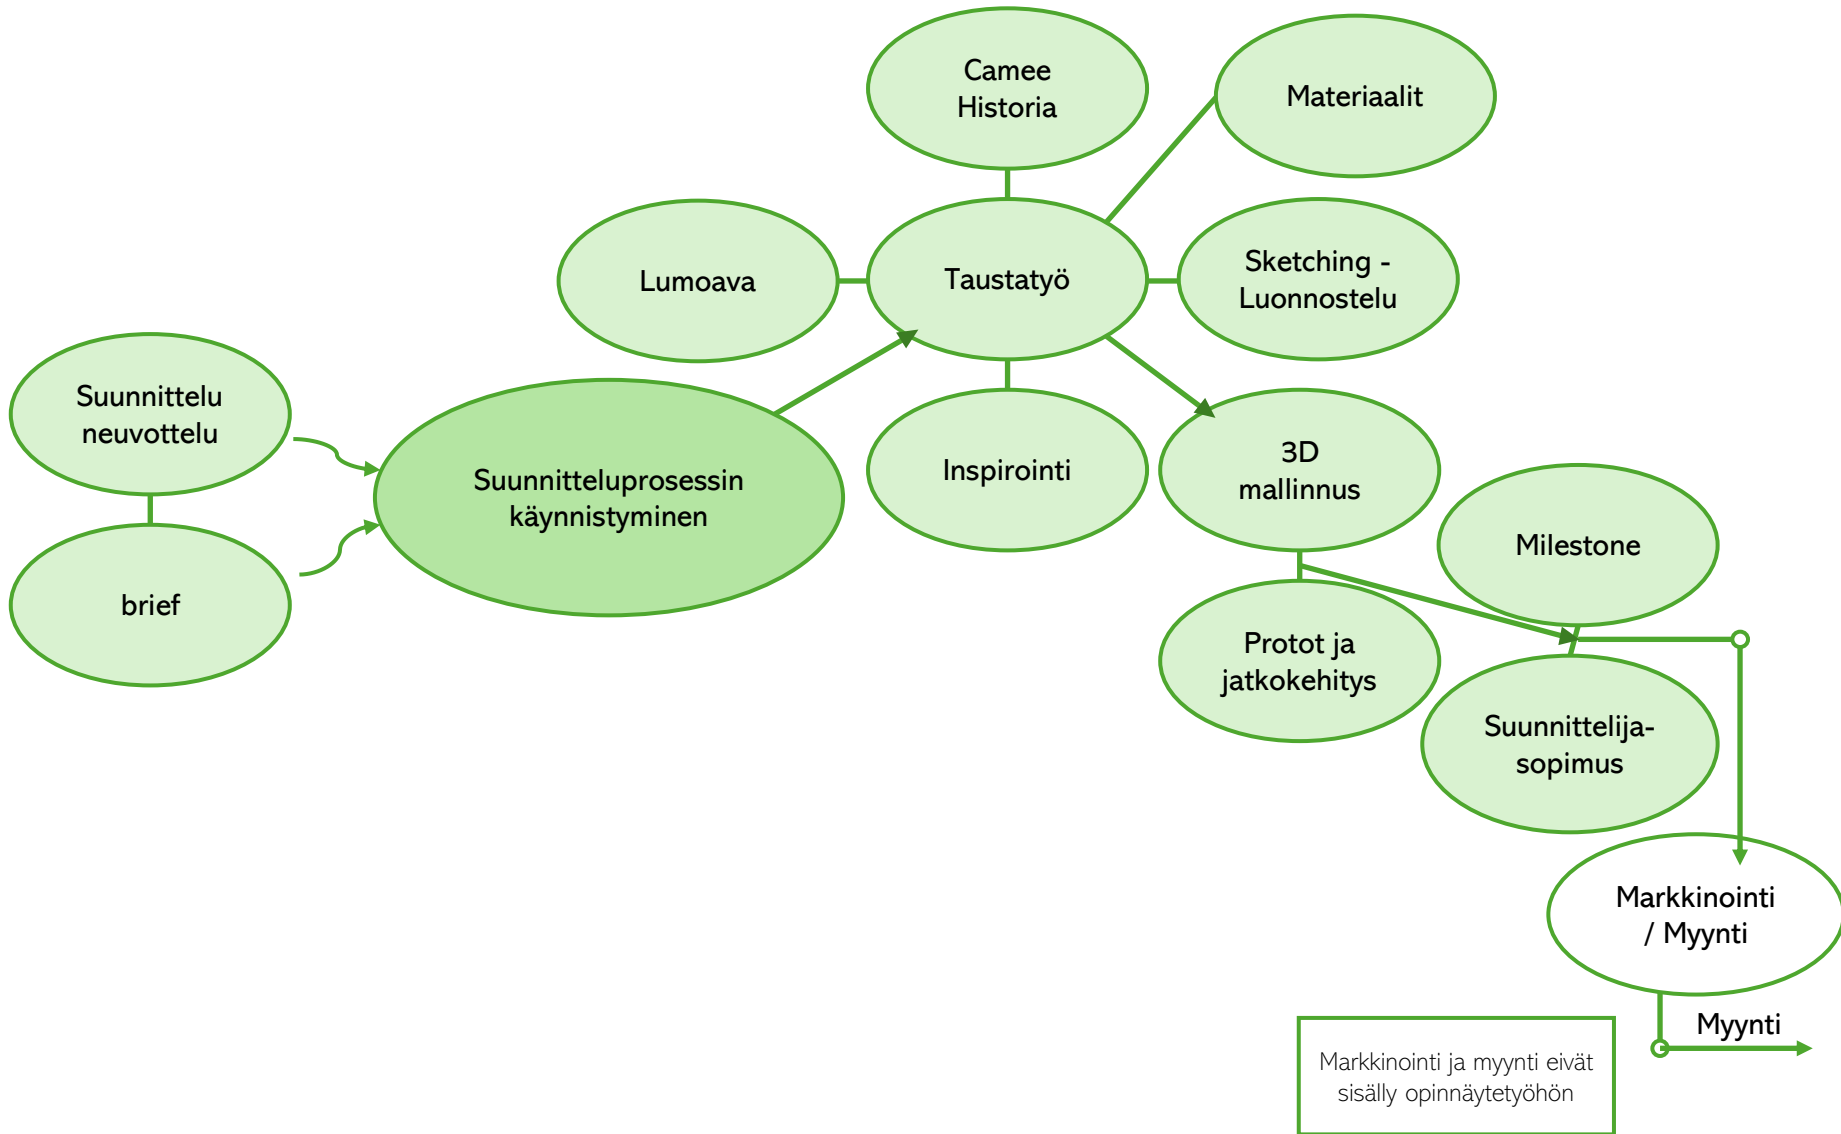 Camee
Historia
Materiaalit
Lumoava
Taustatyö
Sketching -
Luonnostelu
Suunnittelu
neuvottelu
brief
Suunnitteluprosessin
käynnistyminen
Inspirointi
3D
mallinnus
Milestone
Protot ja
jatkokehitys
Suunnittelija-
sopimus
Markkinointi
/ Myynti
Myynti
Markkinointi ja myynti eivät
sisälly opinnäytetyöhön